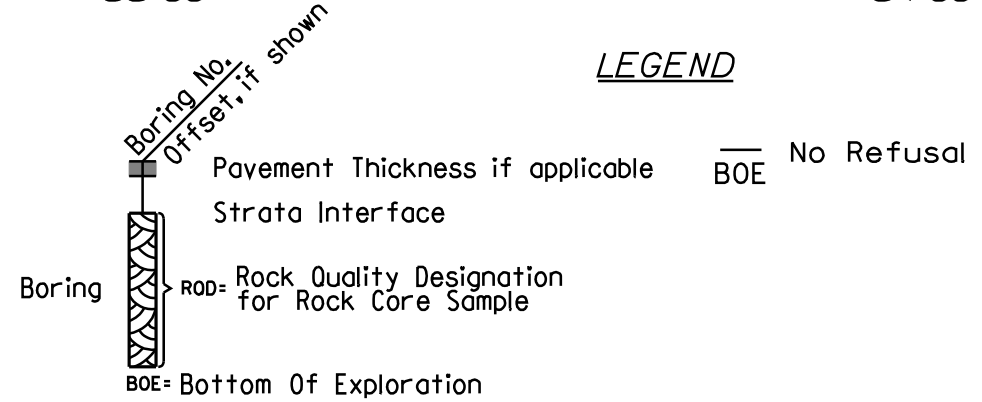 LEGEND
Boring No.
Offset, if shown
Pavement Thickness if applicable
BOE No Refusal
Strata Interface
Boring
RQD= Rock Quality Designation
for Rock Core Sample
BOE= Bottom Of Exploration